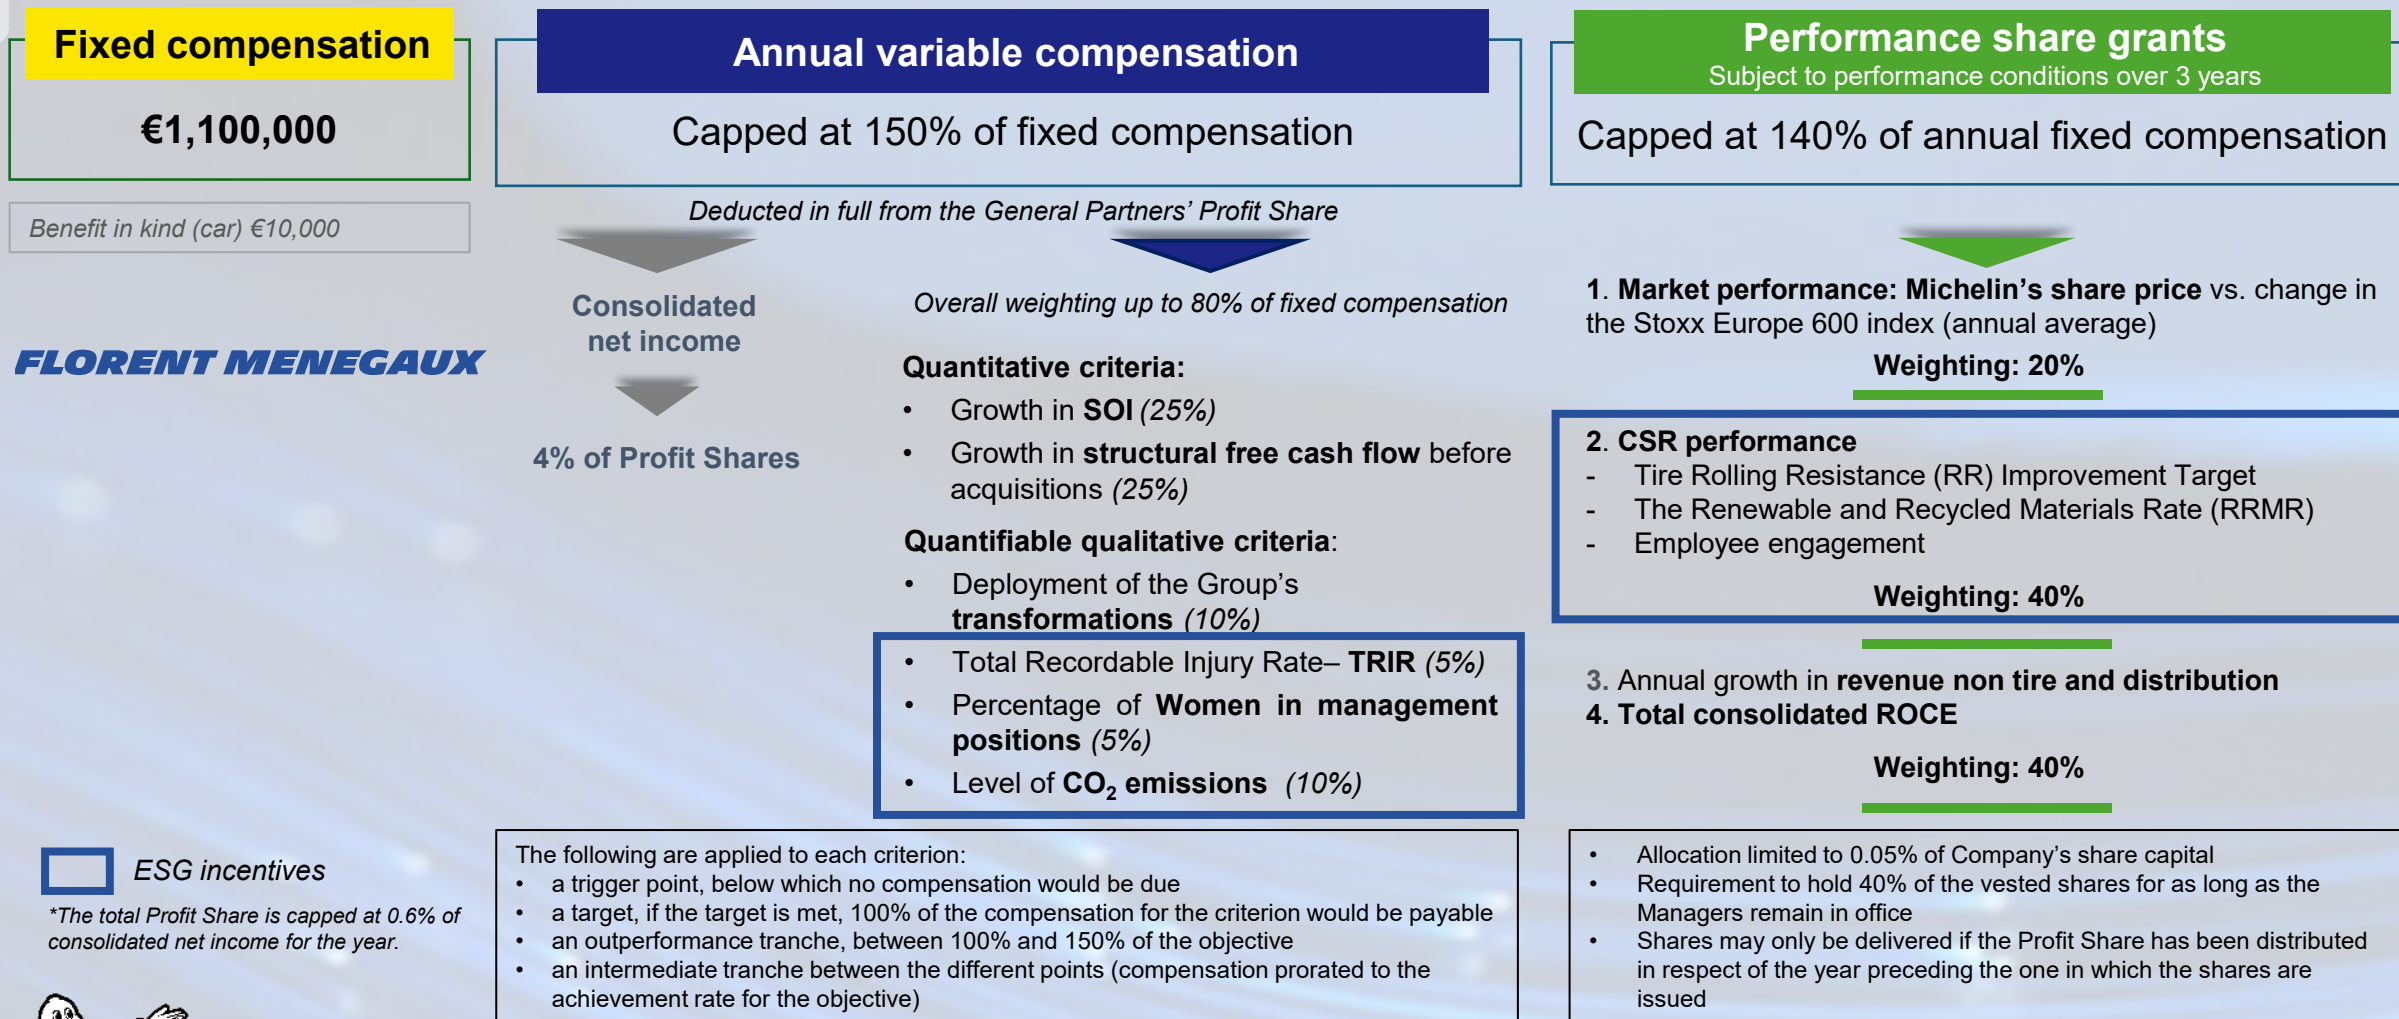 Fixed compensation
€1,100,000
Benefit in kind (car) €10,000
FLORENT MENEGAUX
Annual variable compensation
Capped at 150% of fixed compensation
Deducted in full from the General Partners’ Profit Share
Consolidated
net income
4% of Profit Shares
Overall weighting up to 80% of fixed compensation
Quantitative criteria:
• Growth in SOI (25%)
• Growth in structural free cash flow before
acquisitions (25%)
Quantifiable qualitative criteria:
• Deployment of the Group’s
transformations (10%)
• Total Recordable Injury Rate– TRIR (5%)
• Percentage of Women in management
positions (5%)
• Level of CO₂ emissions (10%)
Performance share grants
Subject to performance conditions over 3 years
Capped at 140% of annual fixed compensation
1. Market performance: Michelin’s share price vs. change in
the Stoxx Europe 600 index (annual average)
Weighting: 20%
2. CSR performance
- Tire Rolling Resistance (RR) Improvement Target
- The Renewable and Recycled Materials Rate (RRMR)
- Employee engagement
Weighting: 40%
3. Annual growth in revenue non tire and distribution
4. Total consolidated ROCE
Weighting: 40%
ESG incentives
*The total Profit Share is capped at 0.6% of
consolidated net income for the year.
The following are applied to each criterion:
• a trigger point, below which no compensation would be due
• a target, if the target is met, 100% of the compensation for the criterion would be payable
• an outperformance tranche, between 100% and 150% of the objective
• an intermediate tranche between the different points (compensation prorated to the
achievement rate for the objective)
• Allocation limited to 0.05% of Company’s share capital
• Requirement to hold 40% of the vested shares for as long as the
Managers remain in office
• Shares may only be delivered if the Profit Share has been distributed
in respect of the year preceding the one in which the shares are
issued